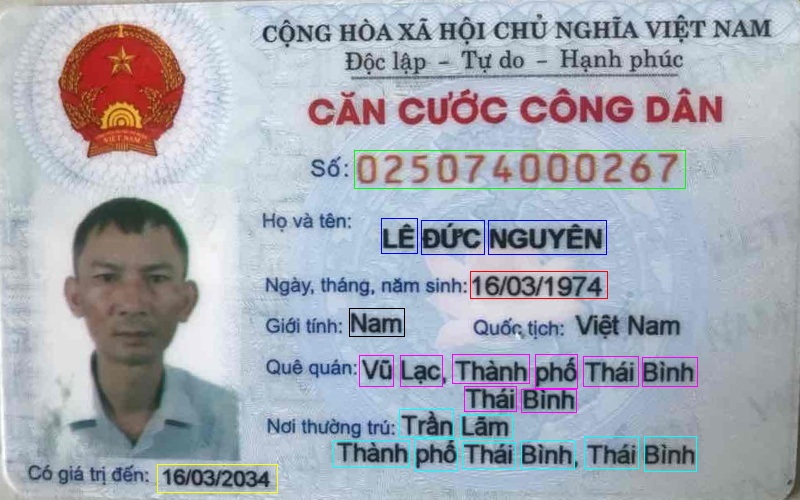 CỘNG HÒA XÃ HỘI CHỦ NGHĨA VIỆT NAM
Độc lập - Tự do - Hạnh phúc
CĂN CƯỚC CÔNG DÂN
VIỆT NAM
Số: 025074000267
Họ và tên: LÊ ĐỨC NGUYÊN
Ngày, tháng, năm sinh: 16/03/1974
Giới tính: Nam Quốc tịch: Việt Nam
Quê quán: Vũ Lạc, Thành phố Thái Bình
Thái Bình
Nơi thường trú: Trần Lãm
Thành phố Thái Bình, Thái Bình
Có giá trị đến: 16/03/2034